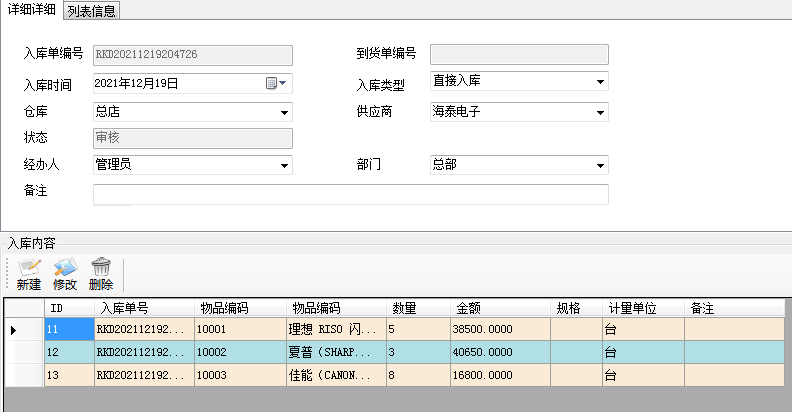 详细详细 列表信息
入库单编号 RKD20211219204726 到货单编号
入库时间 2021年12月19日 入库类型 直接入库
仓库 总店 供应商 海泰电子
状态 审核
经办人 管理员 部门 总部
备注
入库内容
新建 修改 删除
ID 入库单号 物品编码 物品编码 数量 金额 规格 计量单位 备注
11 RKD202112192... 10001 理想 RISO 闪... 5 38500.0000 台
12 RKD202112192... 10002 夏普（SHARP... 3 40650.0000 台
13 RKD202112192... 10003 佳能（CANON... 8 16800.0000 台